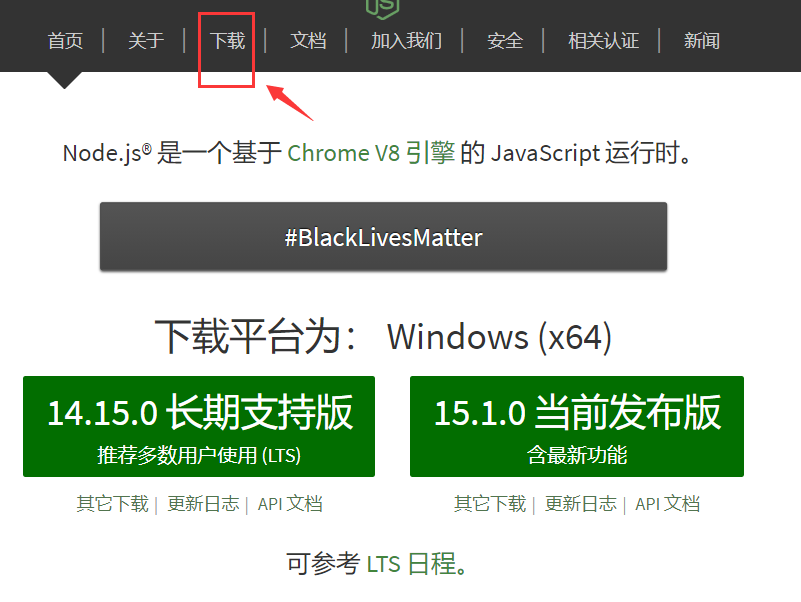 JS
首页 | 关于 | 下载 | 文档 | 加入我们 | 安全 | 相关认证 | 新闻
Node.js® 是一个基于 Chrome V8 引擎 的 JavaScript 运行时。
#BlackLivesMatter
下载平台为： Windows (x64)
14.15.0 长期支持版
推荐多数用户使用 (LTS)
其它下载 | 更新日志 | API 文档
15.1.0 当前发布版
含最新功能
其它下载 | 更新日志 | API 文档
可参考 LTS 日程。